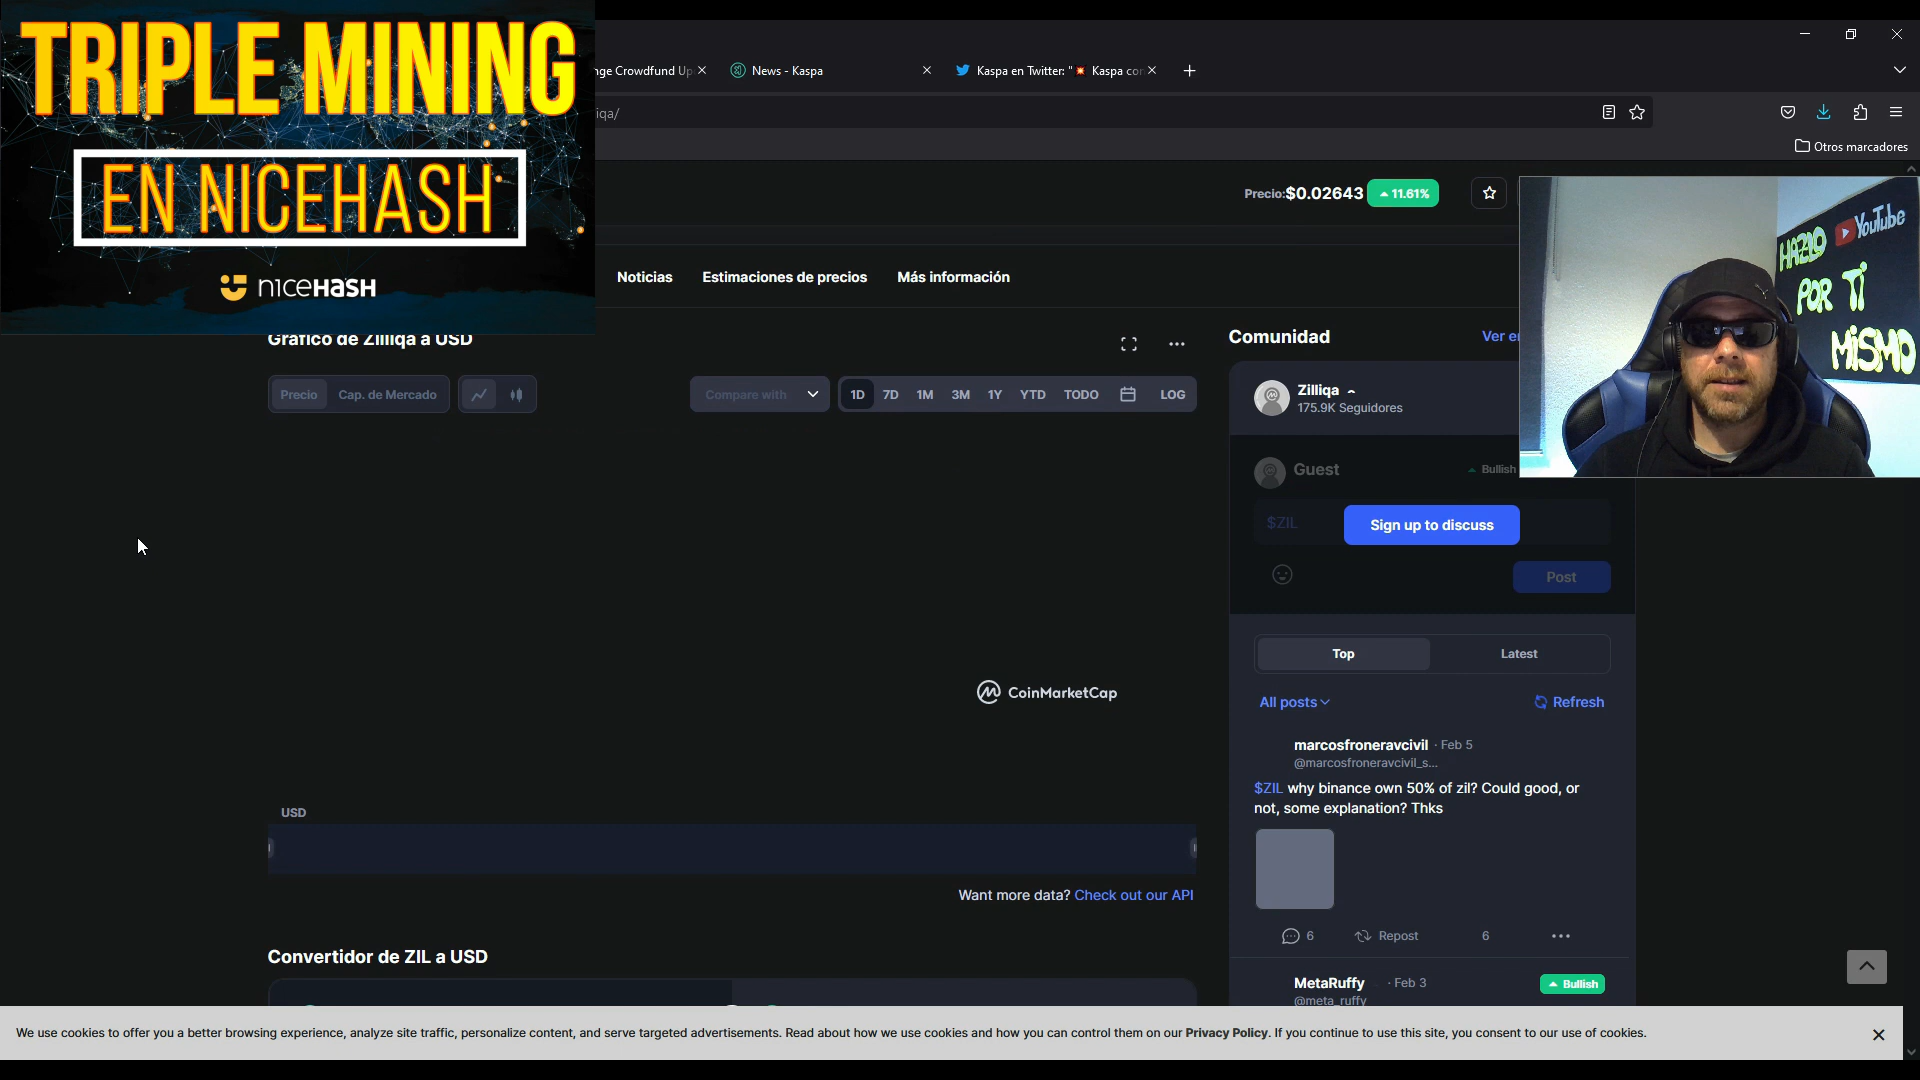 TRIPLE MINING
EN NICEHASH
nicehash
nge Crowdfund Up
News - Kaspa
Kaspa en Twitter: "💥 Kaspa cor
iqa/
Otros marcadores
Precio:$0.02643
11.61%
Noticias
Estimaciones de precios
Más información
YouTube
HAZLO
POR TI
MISMO
Gráfico de Zilliqa a USD
Precio
Cap. de Mercado
Compare with
1D
7D
1M
3M
1Y
YTD
TODO
LOG
CoinMarketCap
USD
Want more data? Check out our API
Convertidor de ZIL a USD
Comunidad
Ver
Zilliqa
175.9K Seguidores
Guest
Bullish
$ZIL
Sign up to discuss
Post
Top
Latest
All posts
Refresh
marcosfroneravcivil · Feb 5
@marcosfroneravcivil_s...
$ZIL why binance own 50% of zil? Could good, or
not, some explanation? Thks
6
Repost
6
MetaRuffy · Feb 3
Bullish
@meta_ruffy
We use cookies to offer you a better browsing experience, analyze site traffic, personalize content, and serve targeted advertisements. Read about how we use cookies and how you can control them on our Privacy Policy. If you continue to use this site, you consent to our use of cookies.